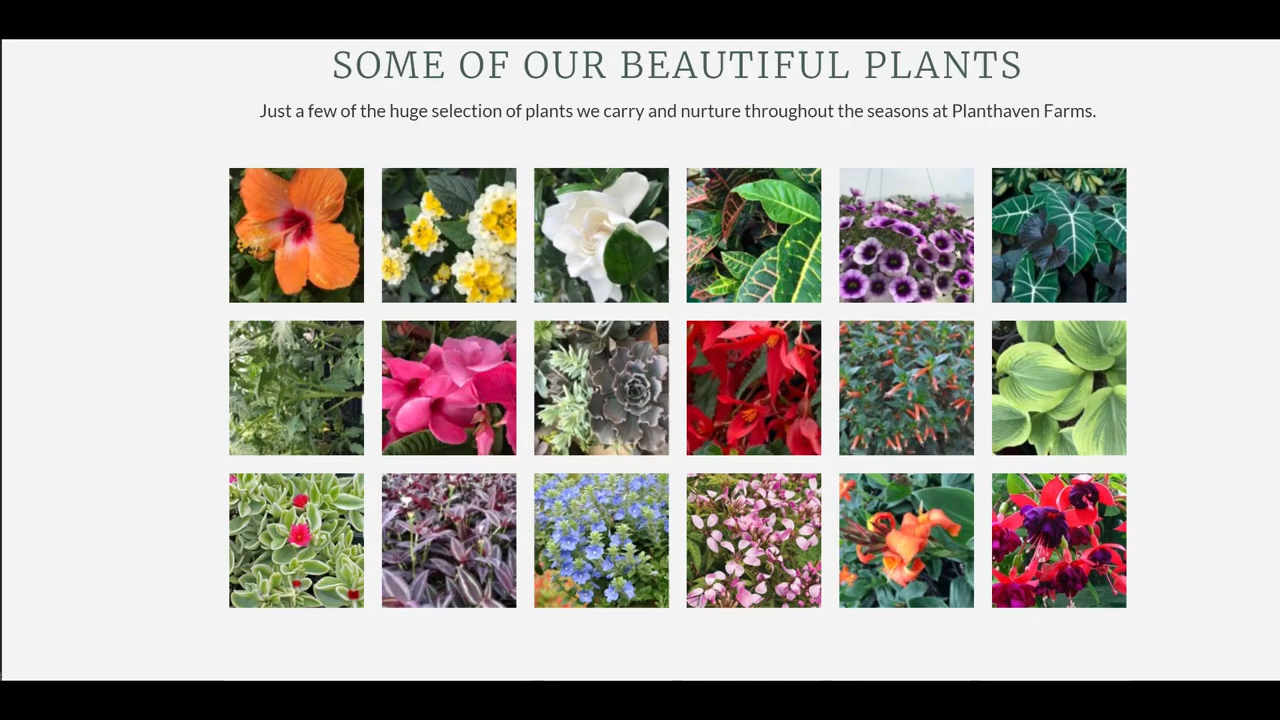 SOME OF OUR BEAUTIFUL PLANTS
Just a few of the huge selection of plants we carry and nurture throughout the seasons at Planthaven Farms.